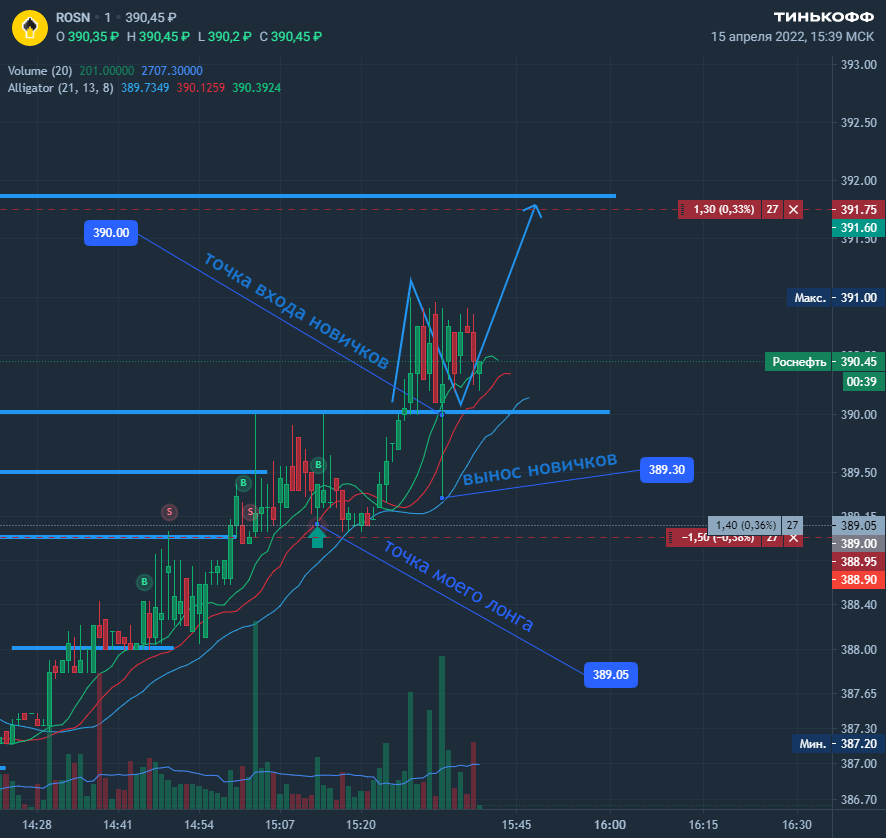 ROSN · 1 · 390,45 ₽
ТИНЬКОФФ
O 390,35 ₽ H 390,45 ₽ L 390,2 ₽ C 390,45 ₽
15 апреля 2022, 15:39 МСК
Volume (20) 201.00000 2707.30000
Alligator (21, 13, 8) 389.7349 390.1259 390.3924
393.00
392.50
392.00
1,30 (0,33%) 27 ✕
391.75
391.60
391.50
390.00
точка входа новичков
Макс.
391.00
Роснефть
390.45
00:39
390.00
B
B
S
S
B
вынос новичков
389.30
389.50
389.45
1,40 (0,36%) 27
389.05
389.00
−1,50 (−0,38%) 27 ✕
388.95
388.90
точка моего лонга
388.40
388.00
389.05
387.65
387.30
Мин.
387.20
387.00
386.70
14:28 14:41 14:54 15:07 15:20 15:45 16:00 16:15 16:30